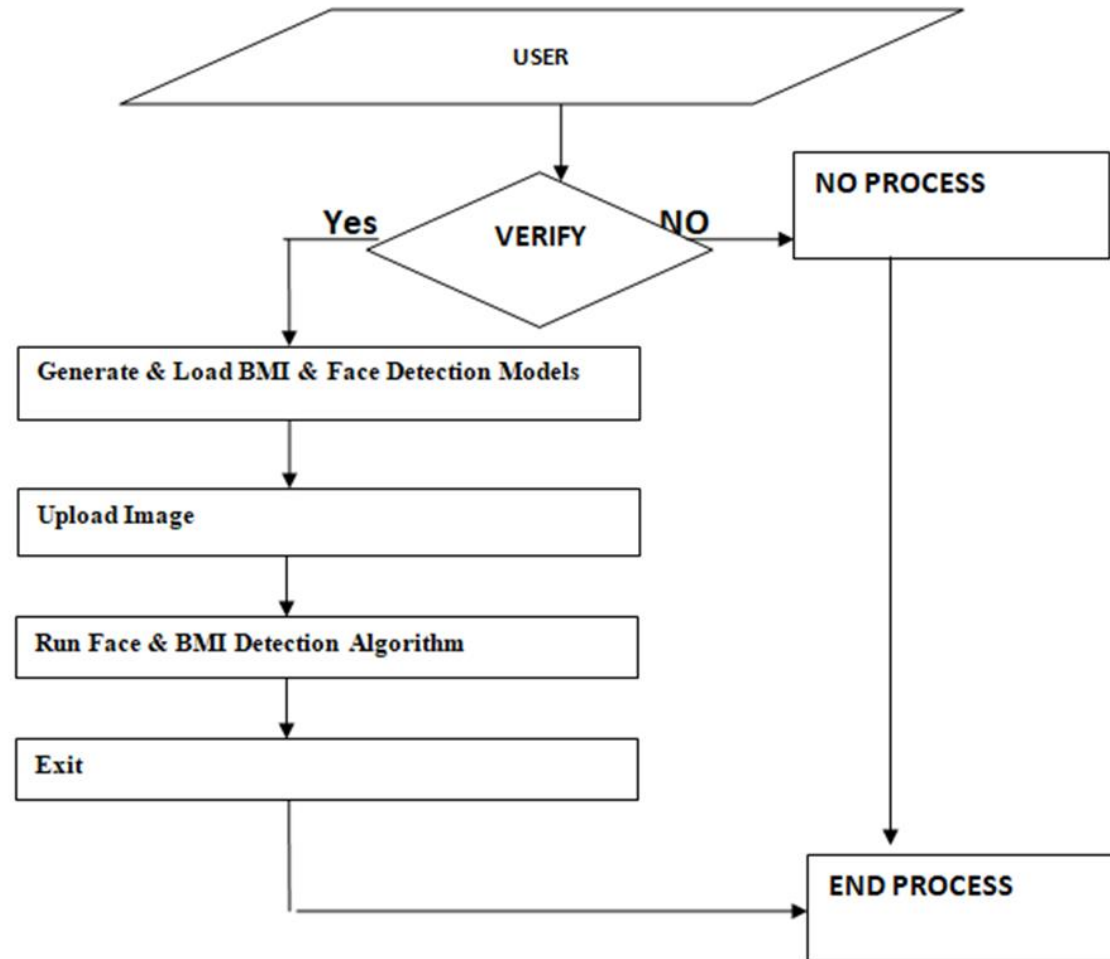 USER
NO PROCESS
Yes
VERIFY
NO
Generate & Load BMI & Face Detection Models
Upload Image
Run Face & BMI Detection Algorithm
Exit
END PROCESS